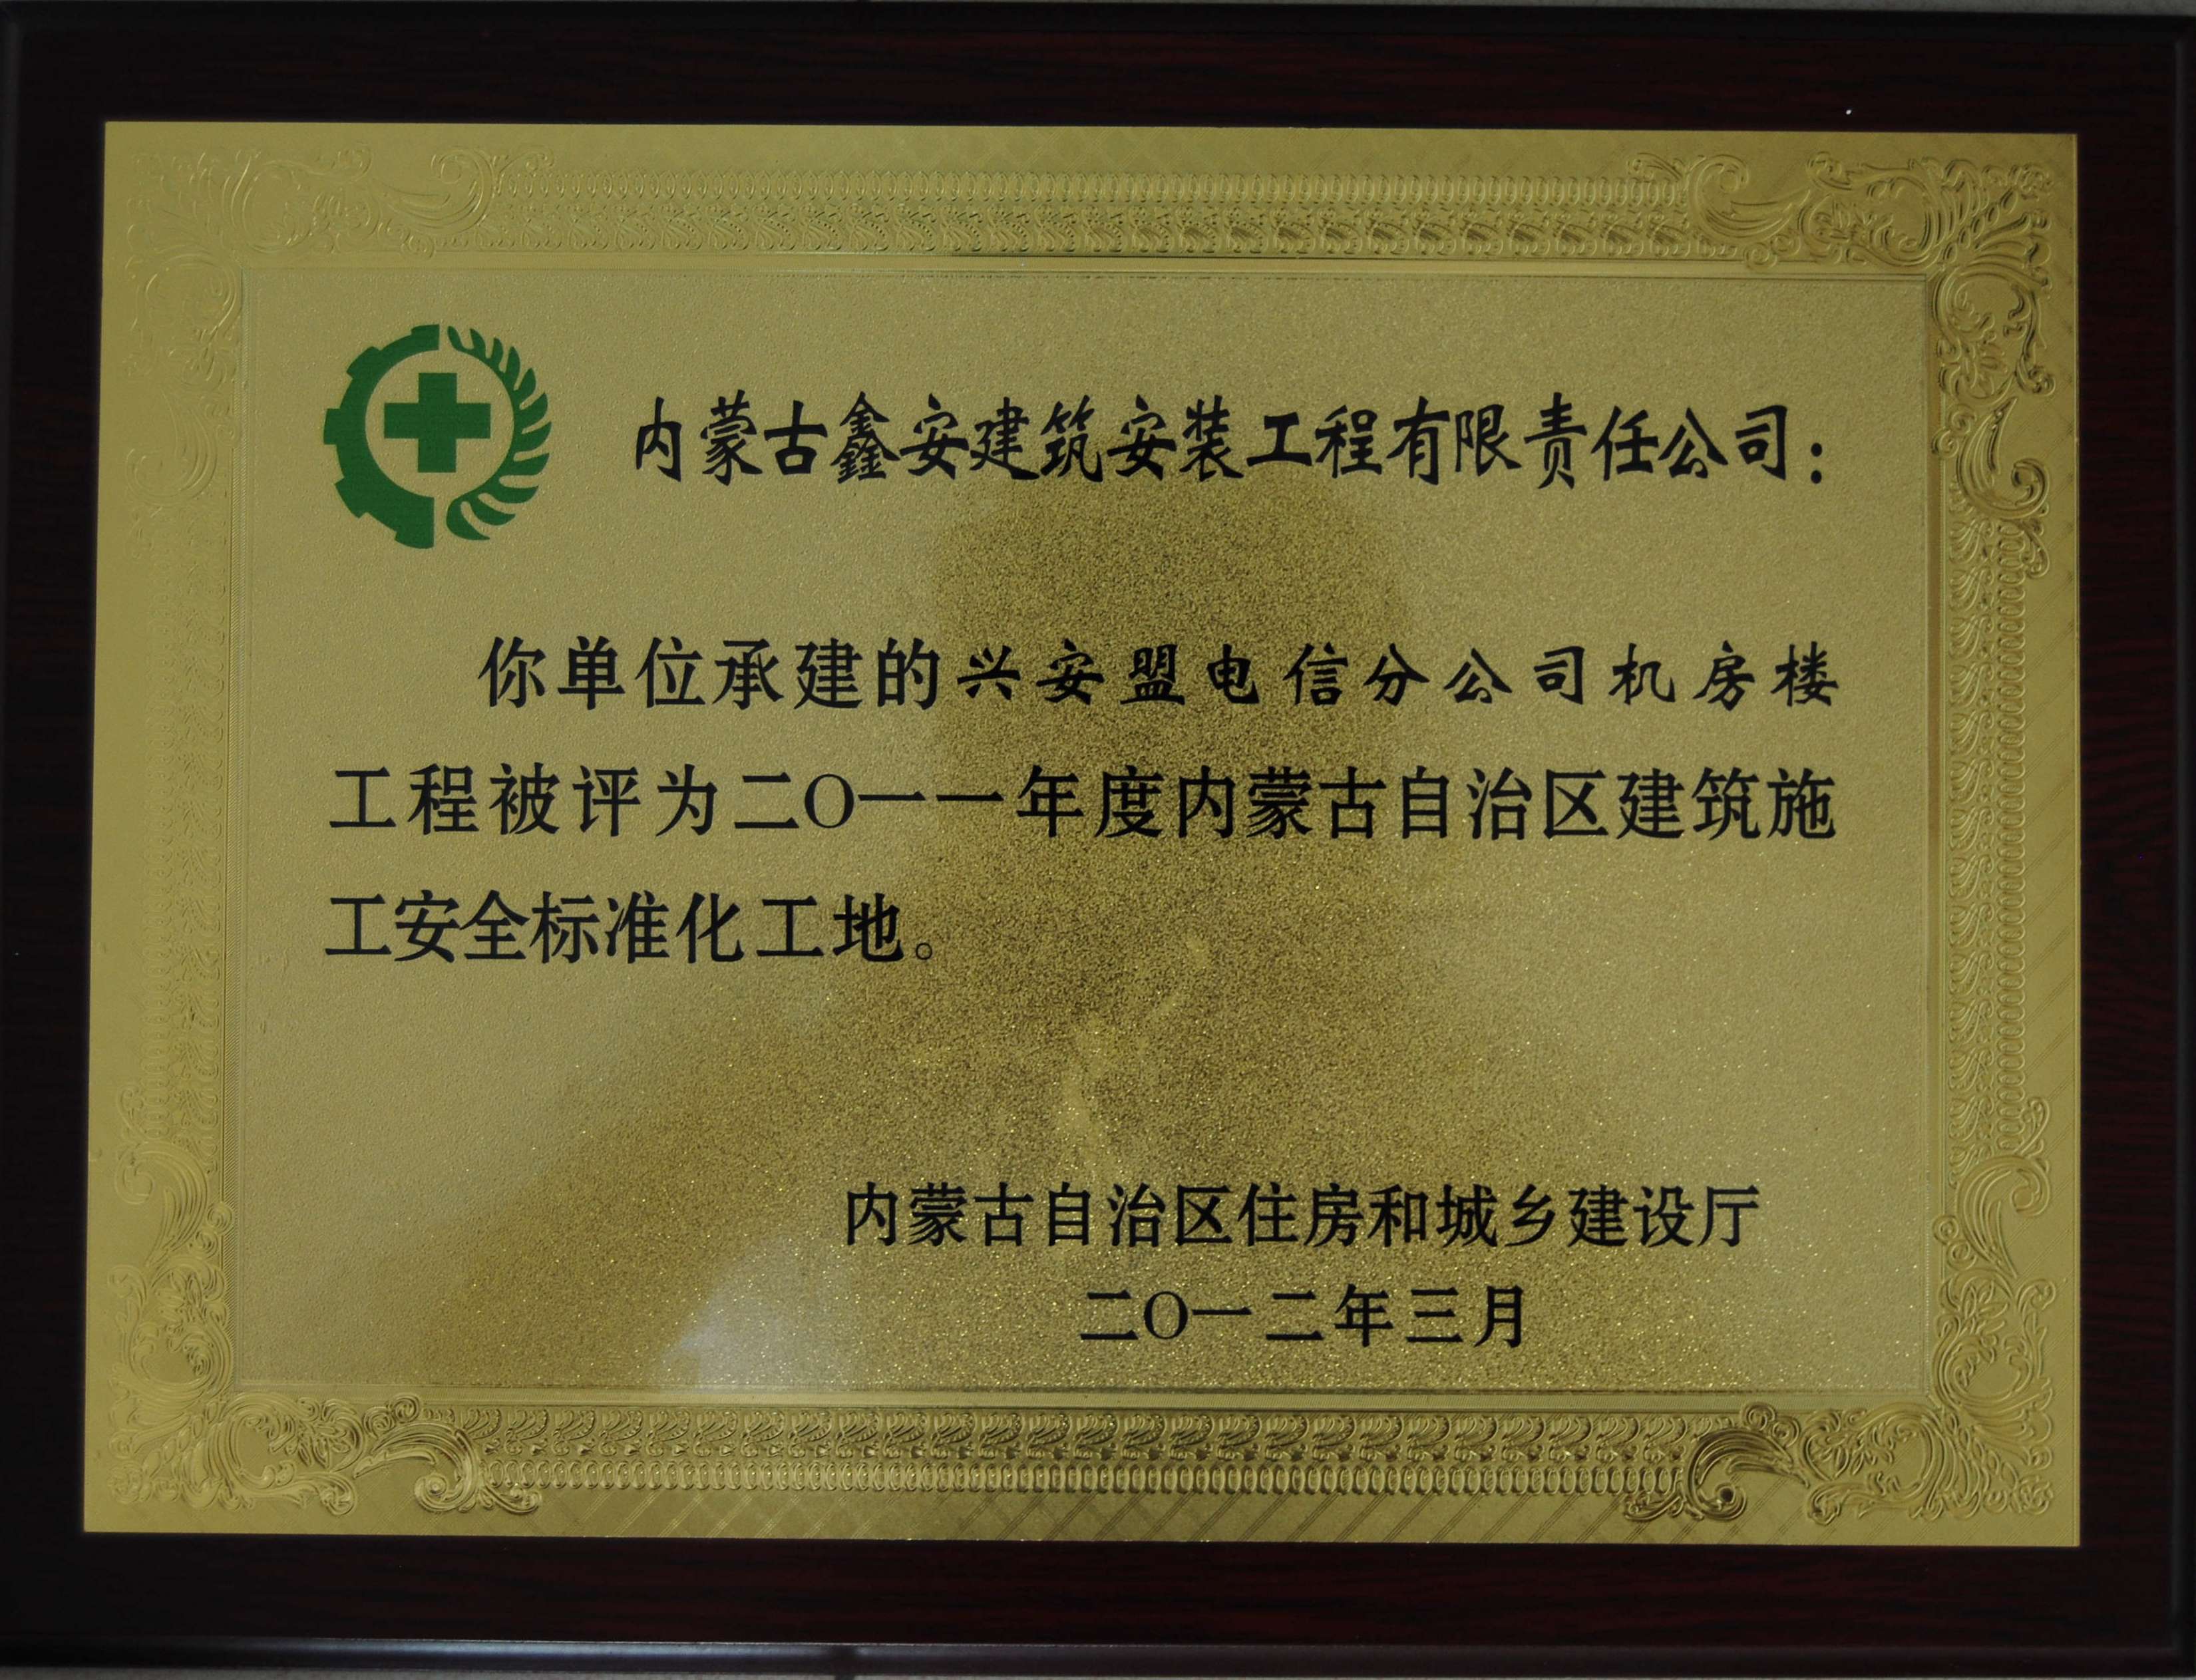 内蒙古鑫安建筑安装工程有限责任公司：
你单位承建的兴安盟电信分公司机房楼
工程被评为二〇一一年度内蒙古自治区建筑施
工安全标准化工地。
内蒙古自治区住房和城乡建设厅
二〇一二年三月